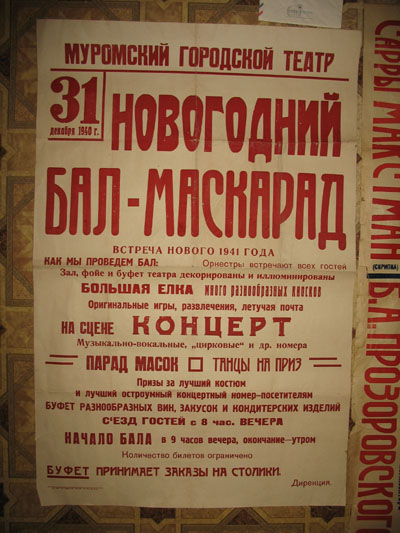 МУРОМСКИЙ ГОРОДСКОЙ ТЕАТР
31
декабря 1940 г.
НОВОГОДНИЙ
БАЛ-МАСКАРАД
ВСТРЕЧА НОВОГО 1941 ГОДА
КАК МЫ ПРОВЕДЕМ БАЛ: Оркестры встречают всех гостей
Зал, фойе и буфет театра декорированы и иллюминированы
БОЛЬШАЯ ЕЛКА много разнообразных киосков
Оригинальные игры, развлечения, летучая почта
НА СЦЕНЕ КОНЦЕРТ
Музыкально-вокальные, „цирковые" и др. номера
ПАРАД МАСОК ТАНЦЫ НА ПРИЗ
Призы за лучший костюм
и лучший остроумный концертный номер-посетителям
БУФЕТ РАЗНООБРАЗНЫХ ВИН, ЗАКУСОК И КОНДИТЕРСКИХ ИЗДЕЛИЙ
С'ЕЗД ГОСТЕЙ с 8 час. ВЕЧЕРА
НАЧАЛО БАЛА в 9 часов вечера, окончание—утром
Количество билетов ограничено
БУФЕТ ПРИНИМАЕТ ЗАКАЗЫ НА СТОЛИКИ.
Дирекция.
САРРЫ
(САРИТКА)
Б. А. ПРОЗОРОВСКОГО